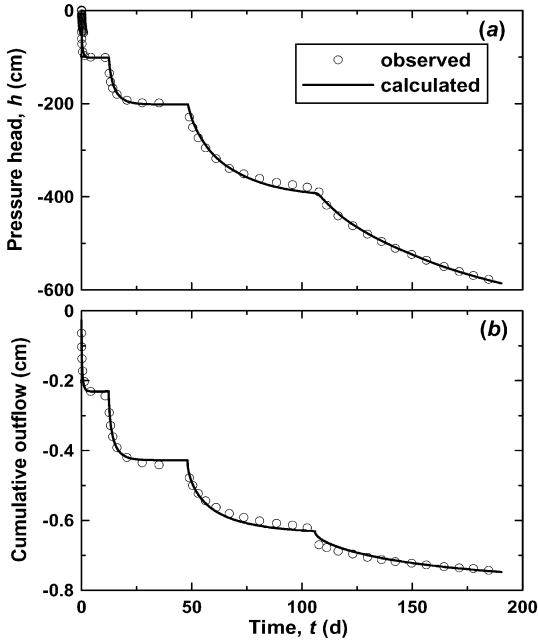 (a)
observed
calculated
0
-200
-400
-600
Pressure head, h (cm)
(b)
0
-0.2
-0.4
-0.6
-0.8
Cumulative outflow (cm)
0 50 100 150 200
Time, t (d)